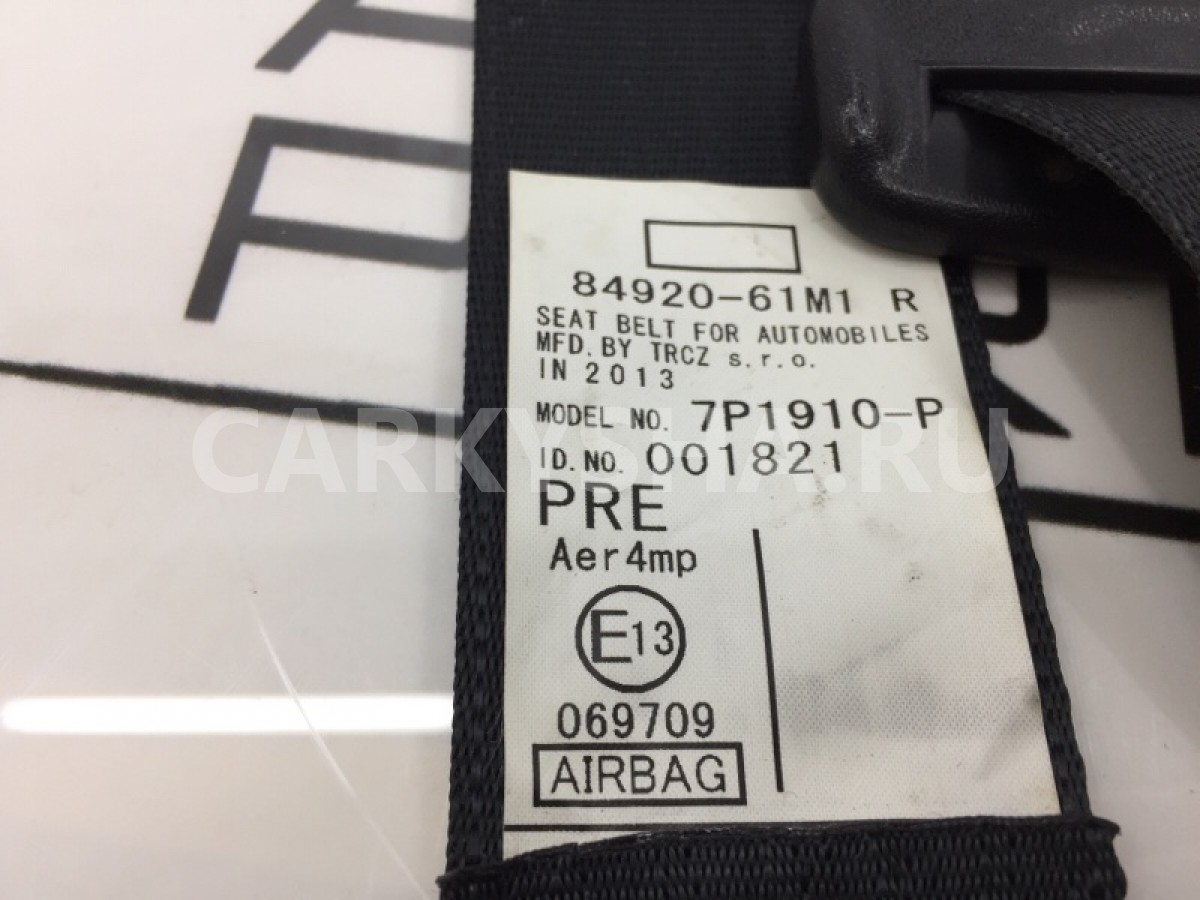 84920-61M1 R
SEAT BELT FOR AUTOMOBILES
MFD. BY TRCZ s.r.o.
IN 2013
MODEL NO. 7P1910-P
ID. NO. 001821
PRE
Aer4mp
E13
069709
AIRBAG
CARKYSHA.RU